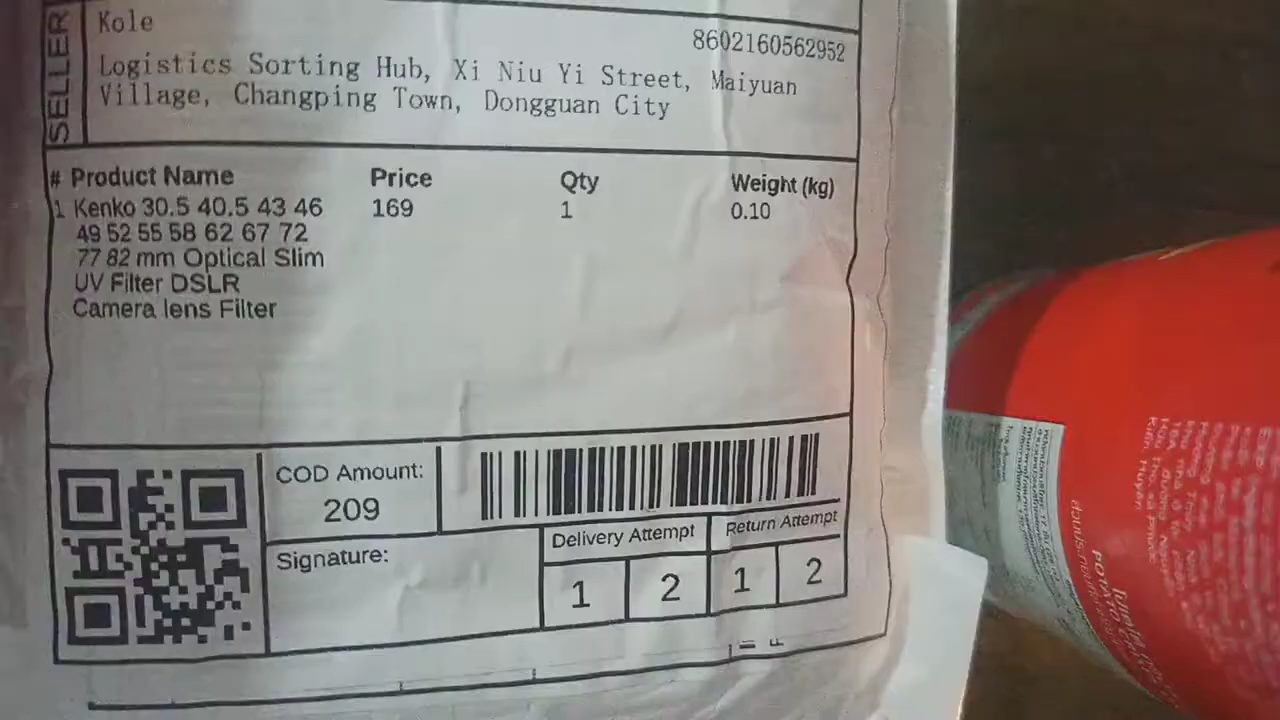 SELLER
Kole
8602160562952
Logistics Sorting Hub, Xi Niu Yi Street, Maiyuan
Village, Changping Town, Dongguan City
# Product Name Price Qty Weight (kg)
1 Kenko 30.5 40.5 43 46 169 1 0.10
49 52 55 58 62 67 72
77 82 mm Optical Slim
UV Filter DSLR
Camera lens Filter
COD Amount:
209
Signature:
Delivery Attempt Return Attempt
1 2 1 2
POTATO